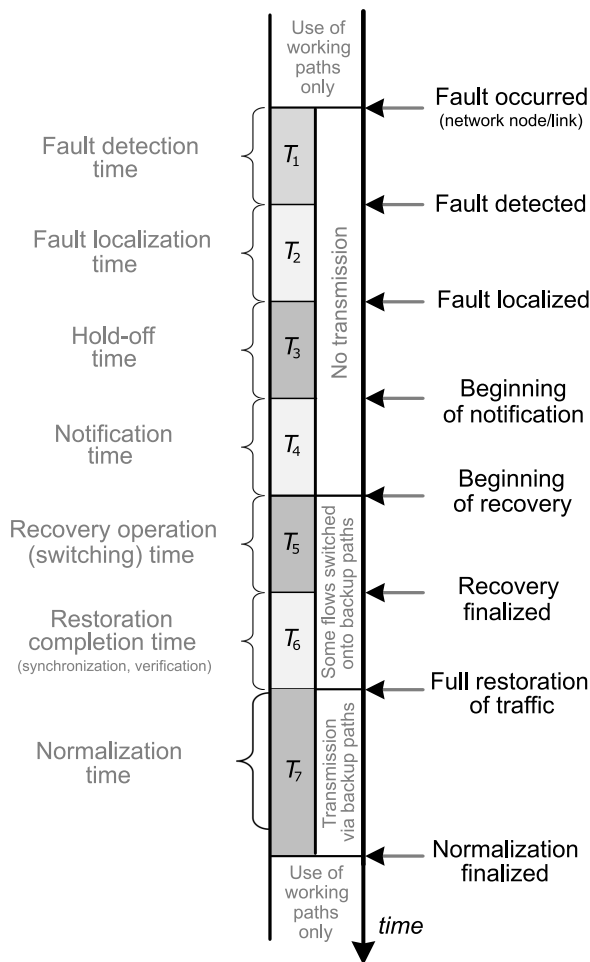 Use of
working
paths
only
Fault occurred
(network node/link)
Fault detection
time
T1
Fault detected
Fault localization
time
T2
No transmission
Fault localized
Hold-off
time
T3
Beginning
of notification
Notification
time
T4
Beginning
of recovery
Recovery operation
(switching) time
T5
Some flows switched
onto backup paths
Recovery
finalized
Restoration
completion time
(synchronization, verification)
T6
Full restoration
of traffic
Normalization
time
T7
Transmission
via backup paths
Normalization
finalized
Use of
working
paths
only
time